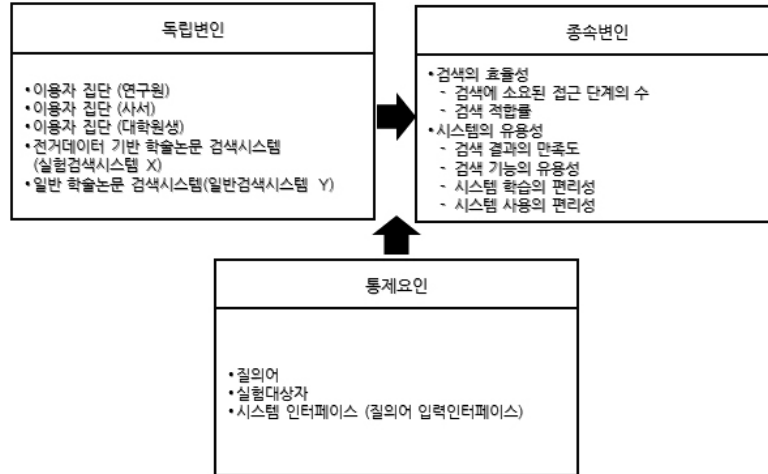 독립변인
•이용자 집단 (연구원)
•이용자 집단 (사서)
•이용자 집단 (대학원생)
•전거데이터 기반 학술논문 검색시스템
(실험검색시스템 X)
•일반 학술논문 검색시스템(일반검색시스템 Y)
종속변인
•검색의 효율성
- 검색에 소요된 접근 단계의 수
- 검색 적합률
•시스템의 유용성
- 검색 결과의 만족도
- 검색 기능의 유용성
- 시스템 학습의 편리성
- 시스템 사용의 편리성
통제요인
•질의어
•실험대상자
•시스템 인터페이스 (질의어 입력인터페이스)